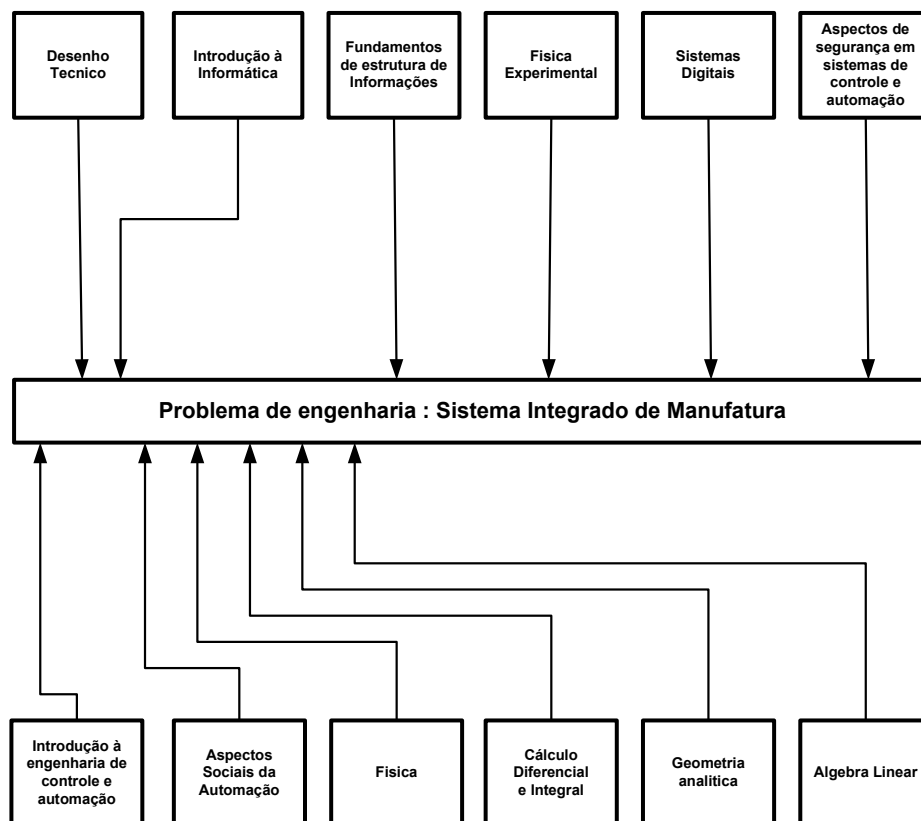 Desenho
Tecnico
Introdução à
Informática
Fundamentos
de estrutura de
Informações
Fisica
Experimental
Sistemas
Digitais
Aspectos de
segurança em
sistemas de
controle e
automação
Problema de engenharia : Sistema Integrado de Manufatura
Introdução à
engenharia de
controle e
automação
Aspectos
Sociais da
Automação
Fisica
Cálculo
Diferencial
e Integral
Geometria
analitica
Algebra Linear